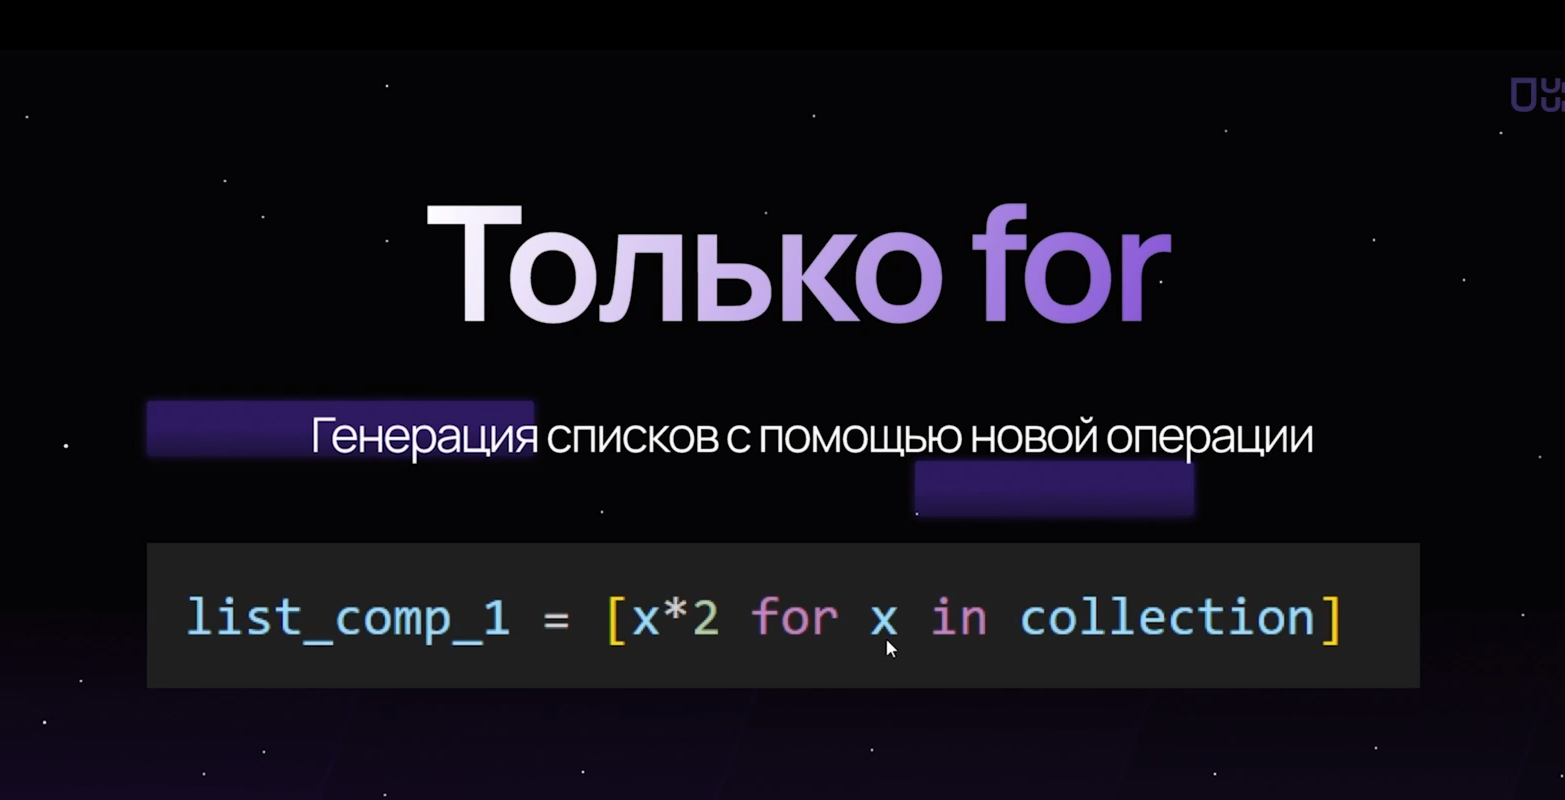 Только for
Генерация списков с помощью новой операции
list_comp_1 = [x*2 for x in collection]